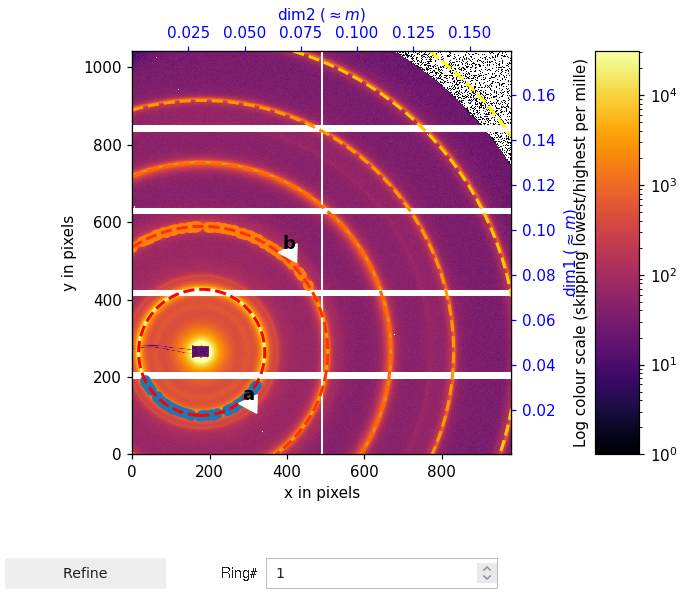 dim2 (≈ m)
0.025 0.050 0.075 0.100 0.125 0.150
1000
800
600
400
200
0
y in pixels
b
a
0.16
0.14
0.12
0.10
0.08
0.06
0.04
0.02
dim1 (≈ m)
0 200 400 600 800
x in pixels
Log colour scale (skipping lowest/highest per mille)
10⁴
10³
10²
10¹
10⁰
Refine Ring# 1